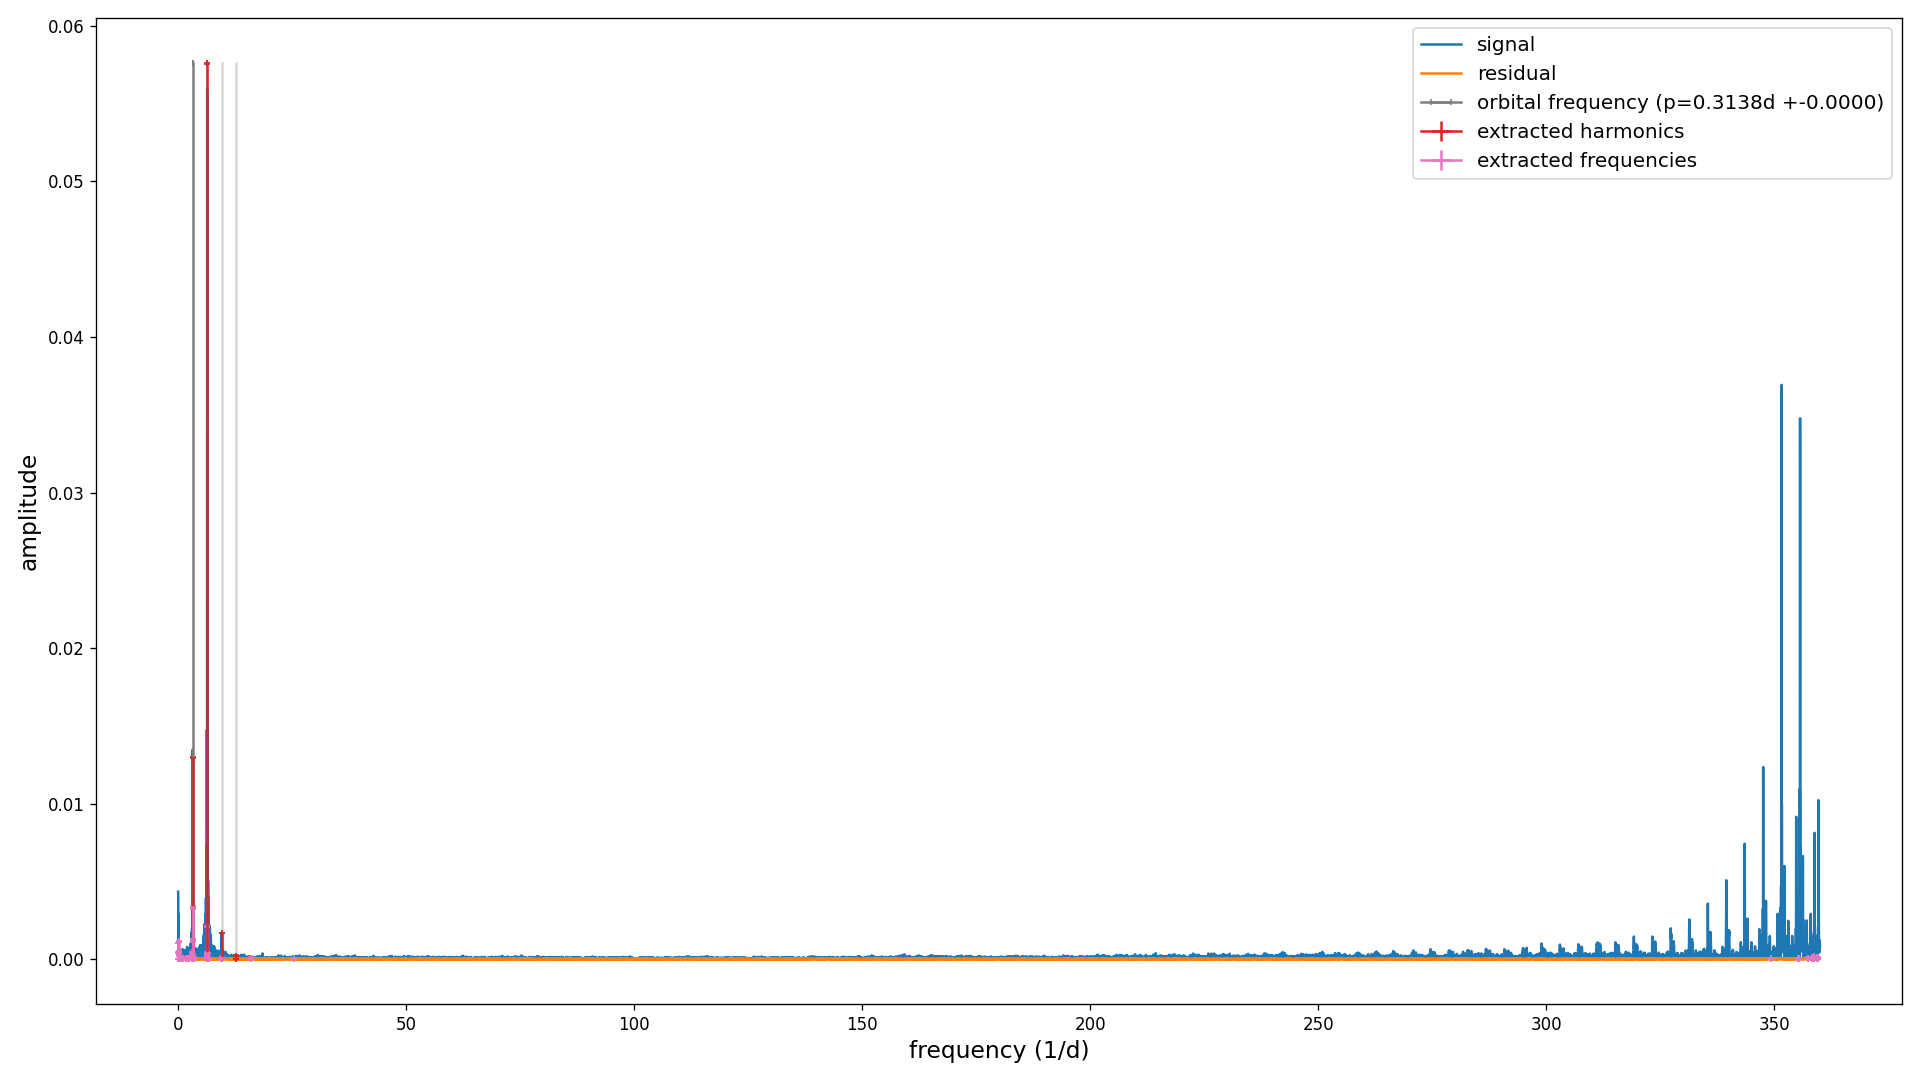 signal
residual
orbital frequency (p=0.3138d +-0.0000)
extracted harmonics
extracted frequencies
0.06
0.05
0.04
0.03
0.02
0.01
0.00
amplitude
0 50 100 150 200 250 300 350
frequency (1/d)